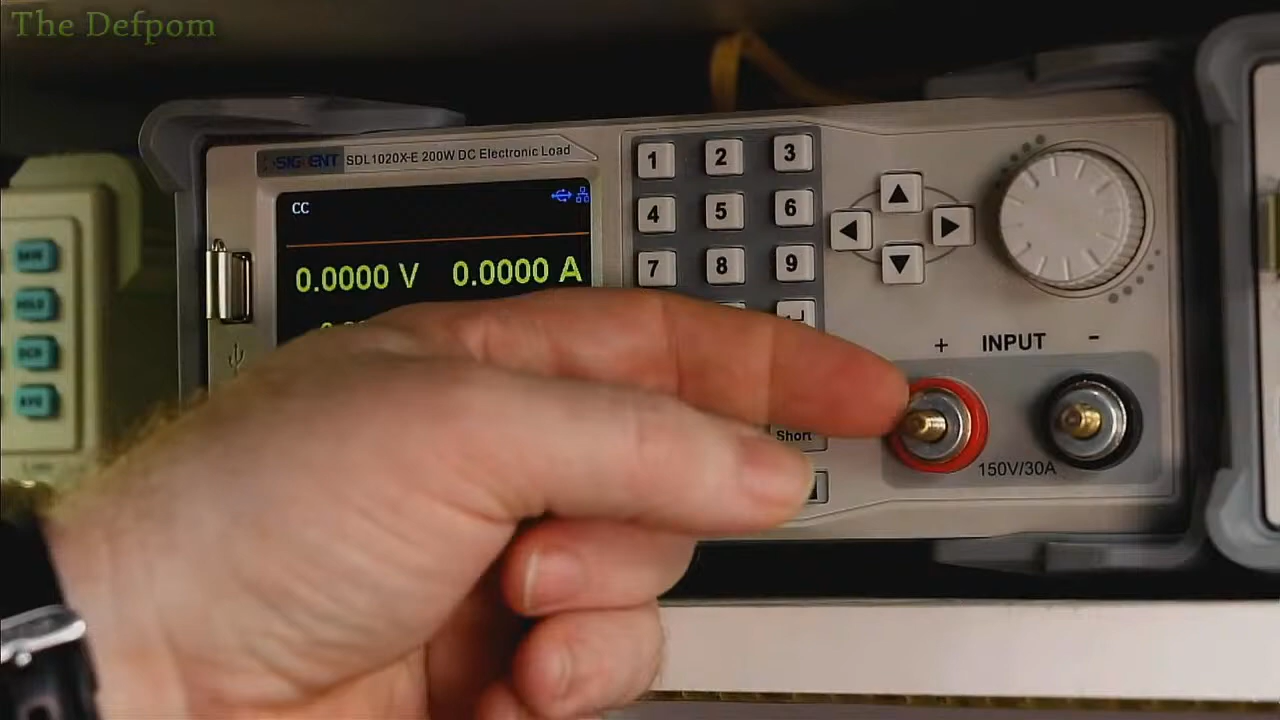 The Defpom
SIGLENT SDL1020X-E 200W DC Electronic Load
CC
0.0000 V 0.0000 A
1 2 3
4 5 6
7 8 9
+ INPUT -
Short
150V/30A